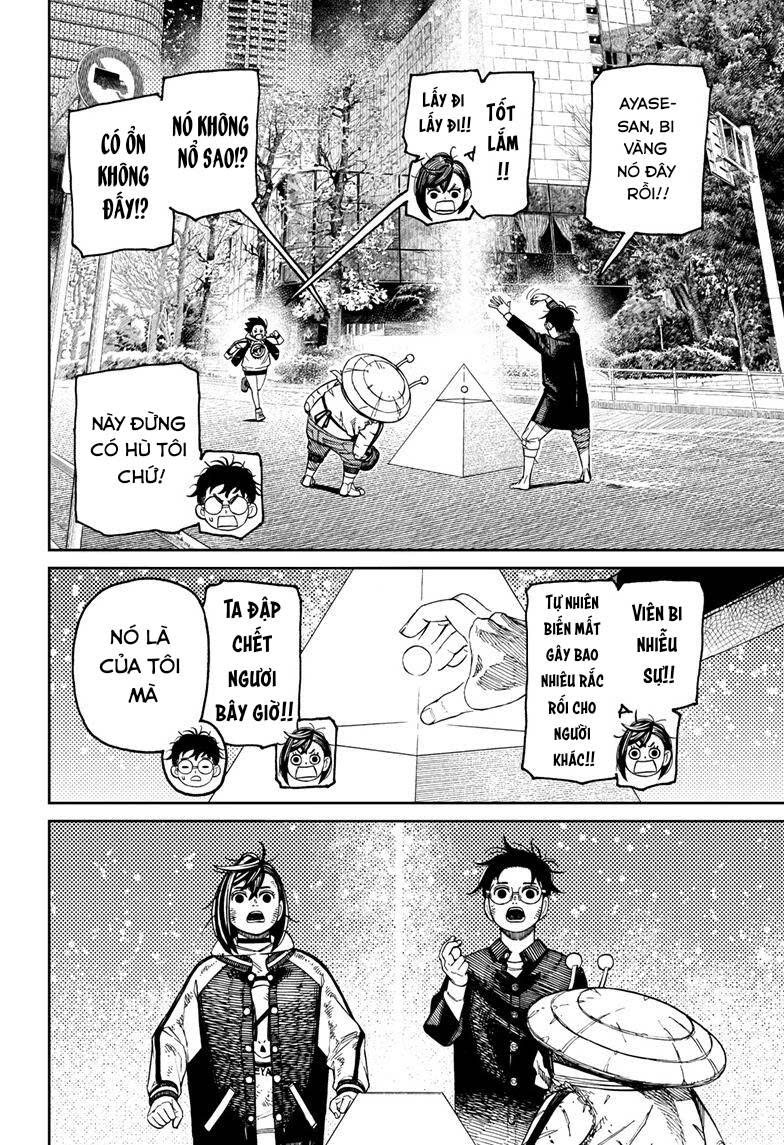 AYASE-
SAN, BI
VÀNG
NÓ ĐÂY
RỒI!!
TỐT
LẮM
!!
LẤY ĐI
LẤY ĐI!!
NÓ KHÔNG
NỔ SAO!?
CÓ ỔN
KHÔNG
ĐẤY!?
NÀY ĐỪNG
CÓ HÙ TÔI
CHỨ!
VIÊN BI
NHIỄU
SỰ!!
TỰ NHIÊN
BIẾN MẤT
GÂY BAO
NHIÊU RẮC
RỐI CHO
NGƯỜI
KHÁC!!
TA ĐẬP
CHẾT
NGƯƠI
BÂY GIỜ!!
NÓ LÀ
CỦA TÔI
MÀ